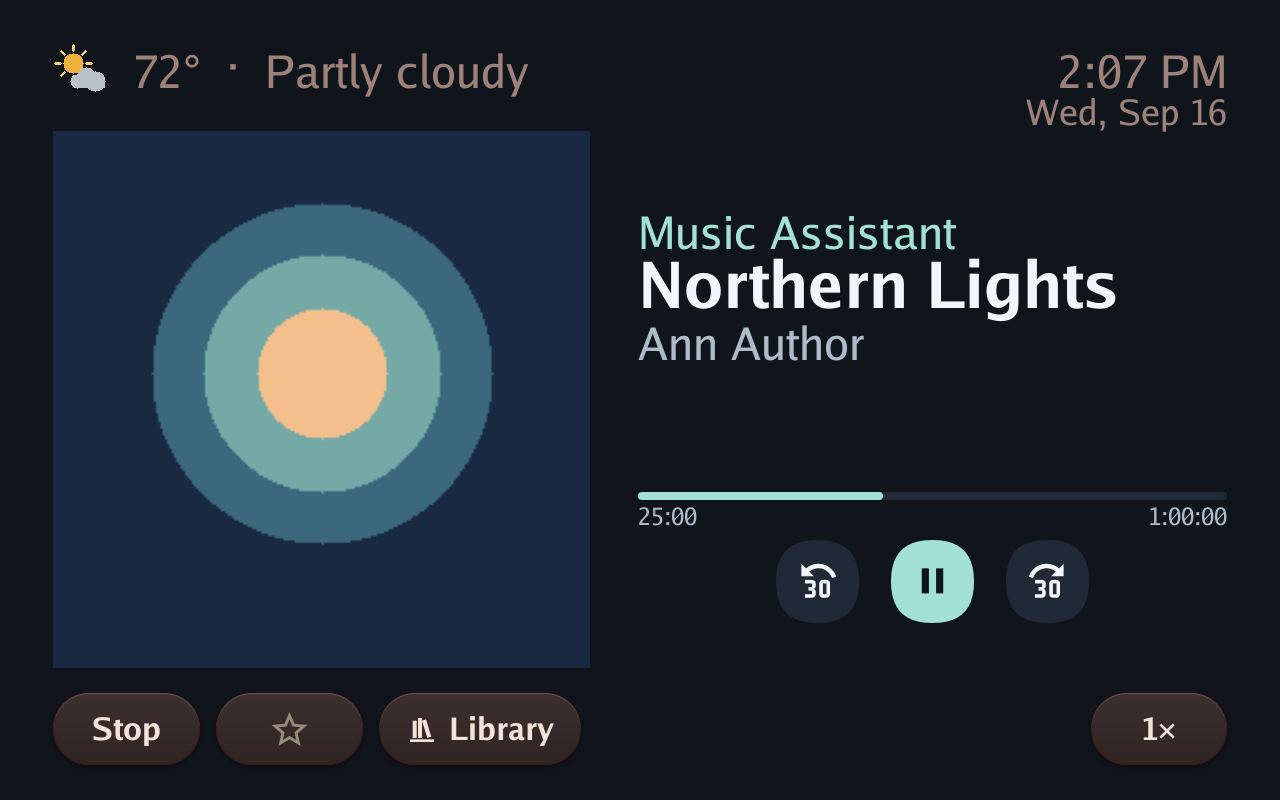 72° · Partly cloudy
2:07 PM
Wed, Sep 16
Music Assistant
Northern Lights
Ann Author
25:00
1:00:00
30
30
Stop
Library
1×